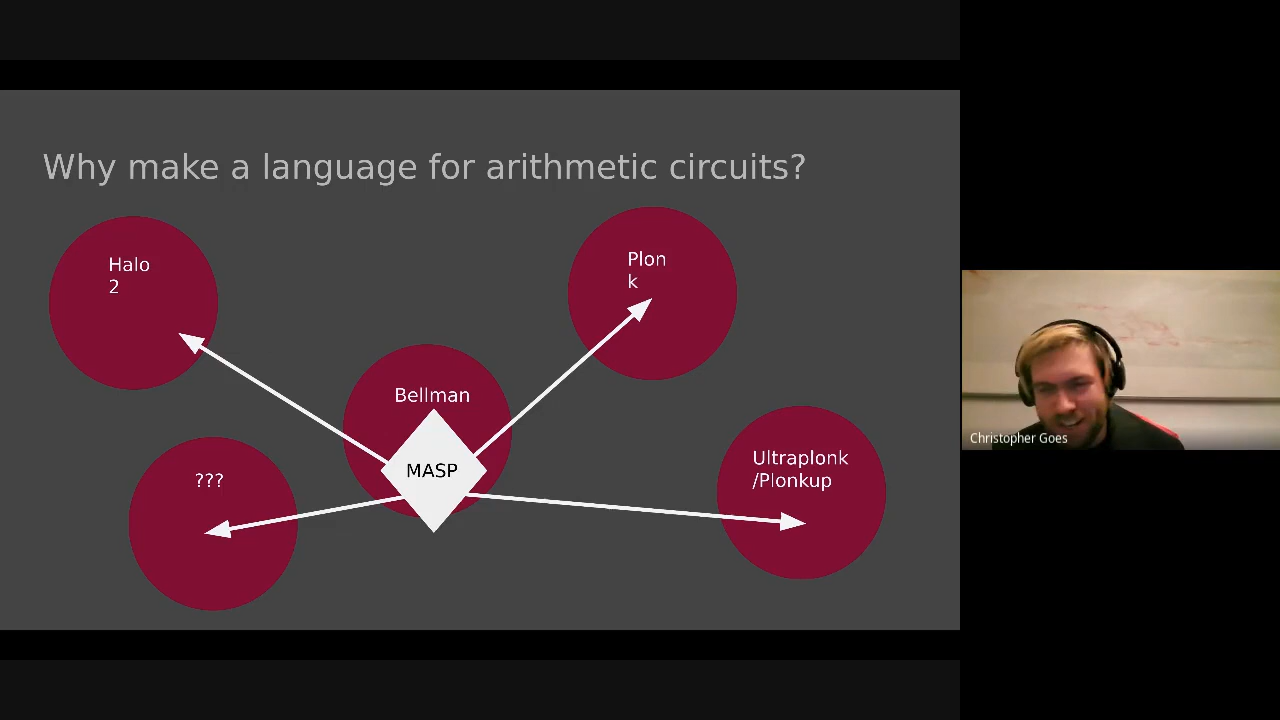 Why make a language for arithmetic circuits?
Halo
2
Plon
k
Bellman
MASP
???
Ultraplonk
/Plonkup
Christopher Goes